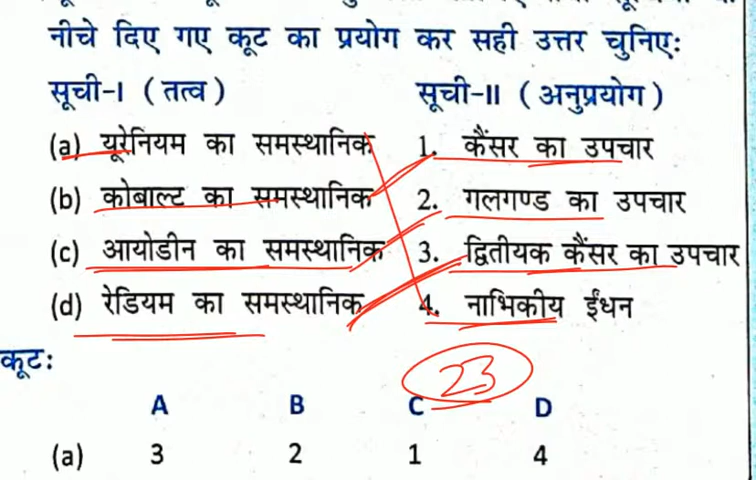 नीचे दिए गए कूट का प्रयोग कर सही उत्तर चुनिए:
सूची-I ( तत्व ) सूची-II ( अनुप्रयोग )
(a) यूरेनियम का समस्थानिक 1. कैंसर का उपचार
(b) कोबाल्ट का समस्थानिक 2. गलगण्ड का उपचार
(c) आयोडीन का समस्थानिक 3. द्वितीयक कैंसर का उपचार
(d) रेडियम का समस्थानिक 4. नाभिकीय ईंधन
कूट:
23
A B C D
(a) 3 2 1 4